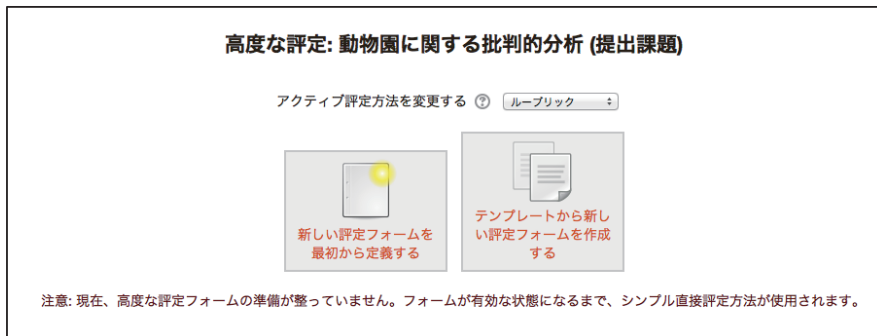 高度な評定: 動物園に関する批判的分析 (提出課題)
アクティブ評定方法を変更する ? ルーブリック
新しい評定フォームを
最初から定義する
テンプレートから新し
い評定フォームを作成
する
注意: 現在、高度な評定フォームの準備が整っていません。フォームが有効な状態になるまで、シンプル直接評定方法が使用されます。